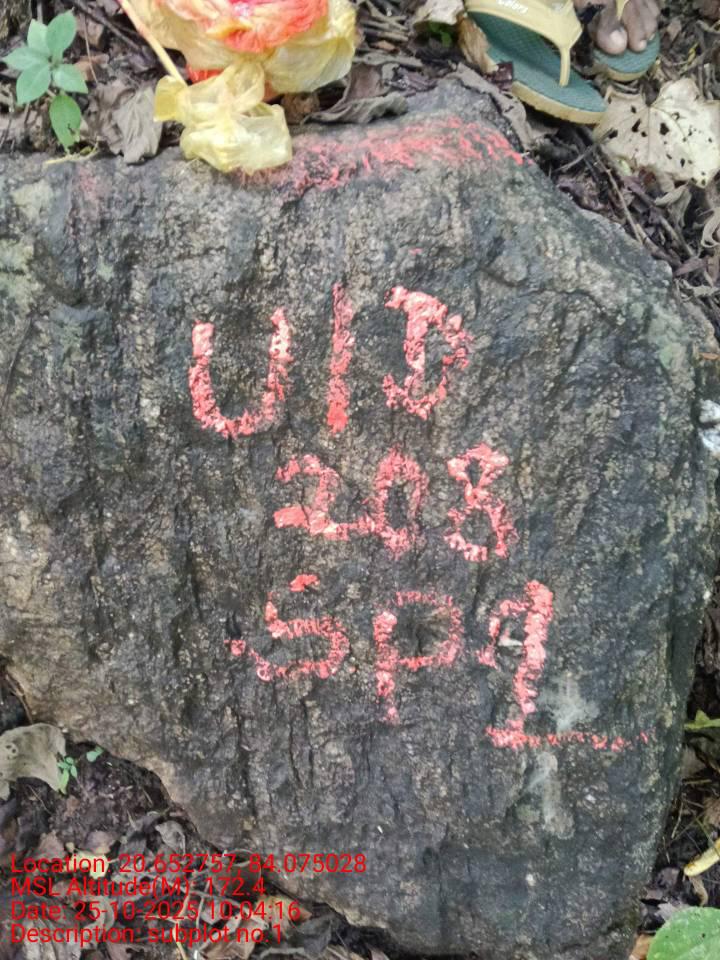 UID
208
SP1
Location: 20.652757, 84.075028
MSL Altitude(M): 172.4
Date: 25-10-2025 10:04:16
Description: subplot no.1